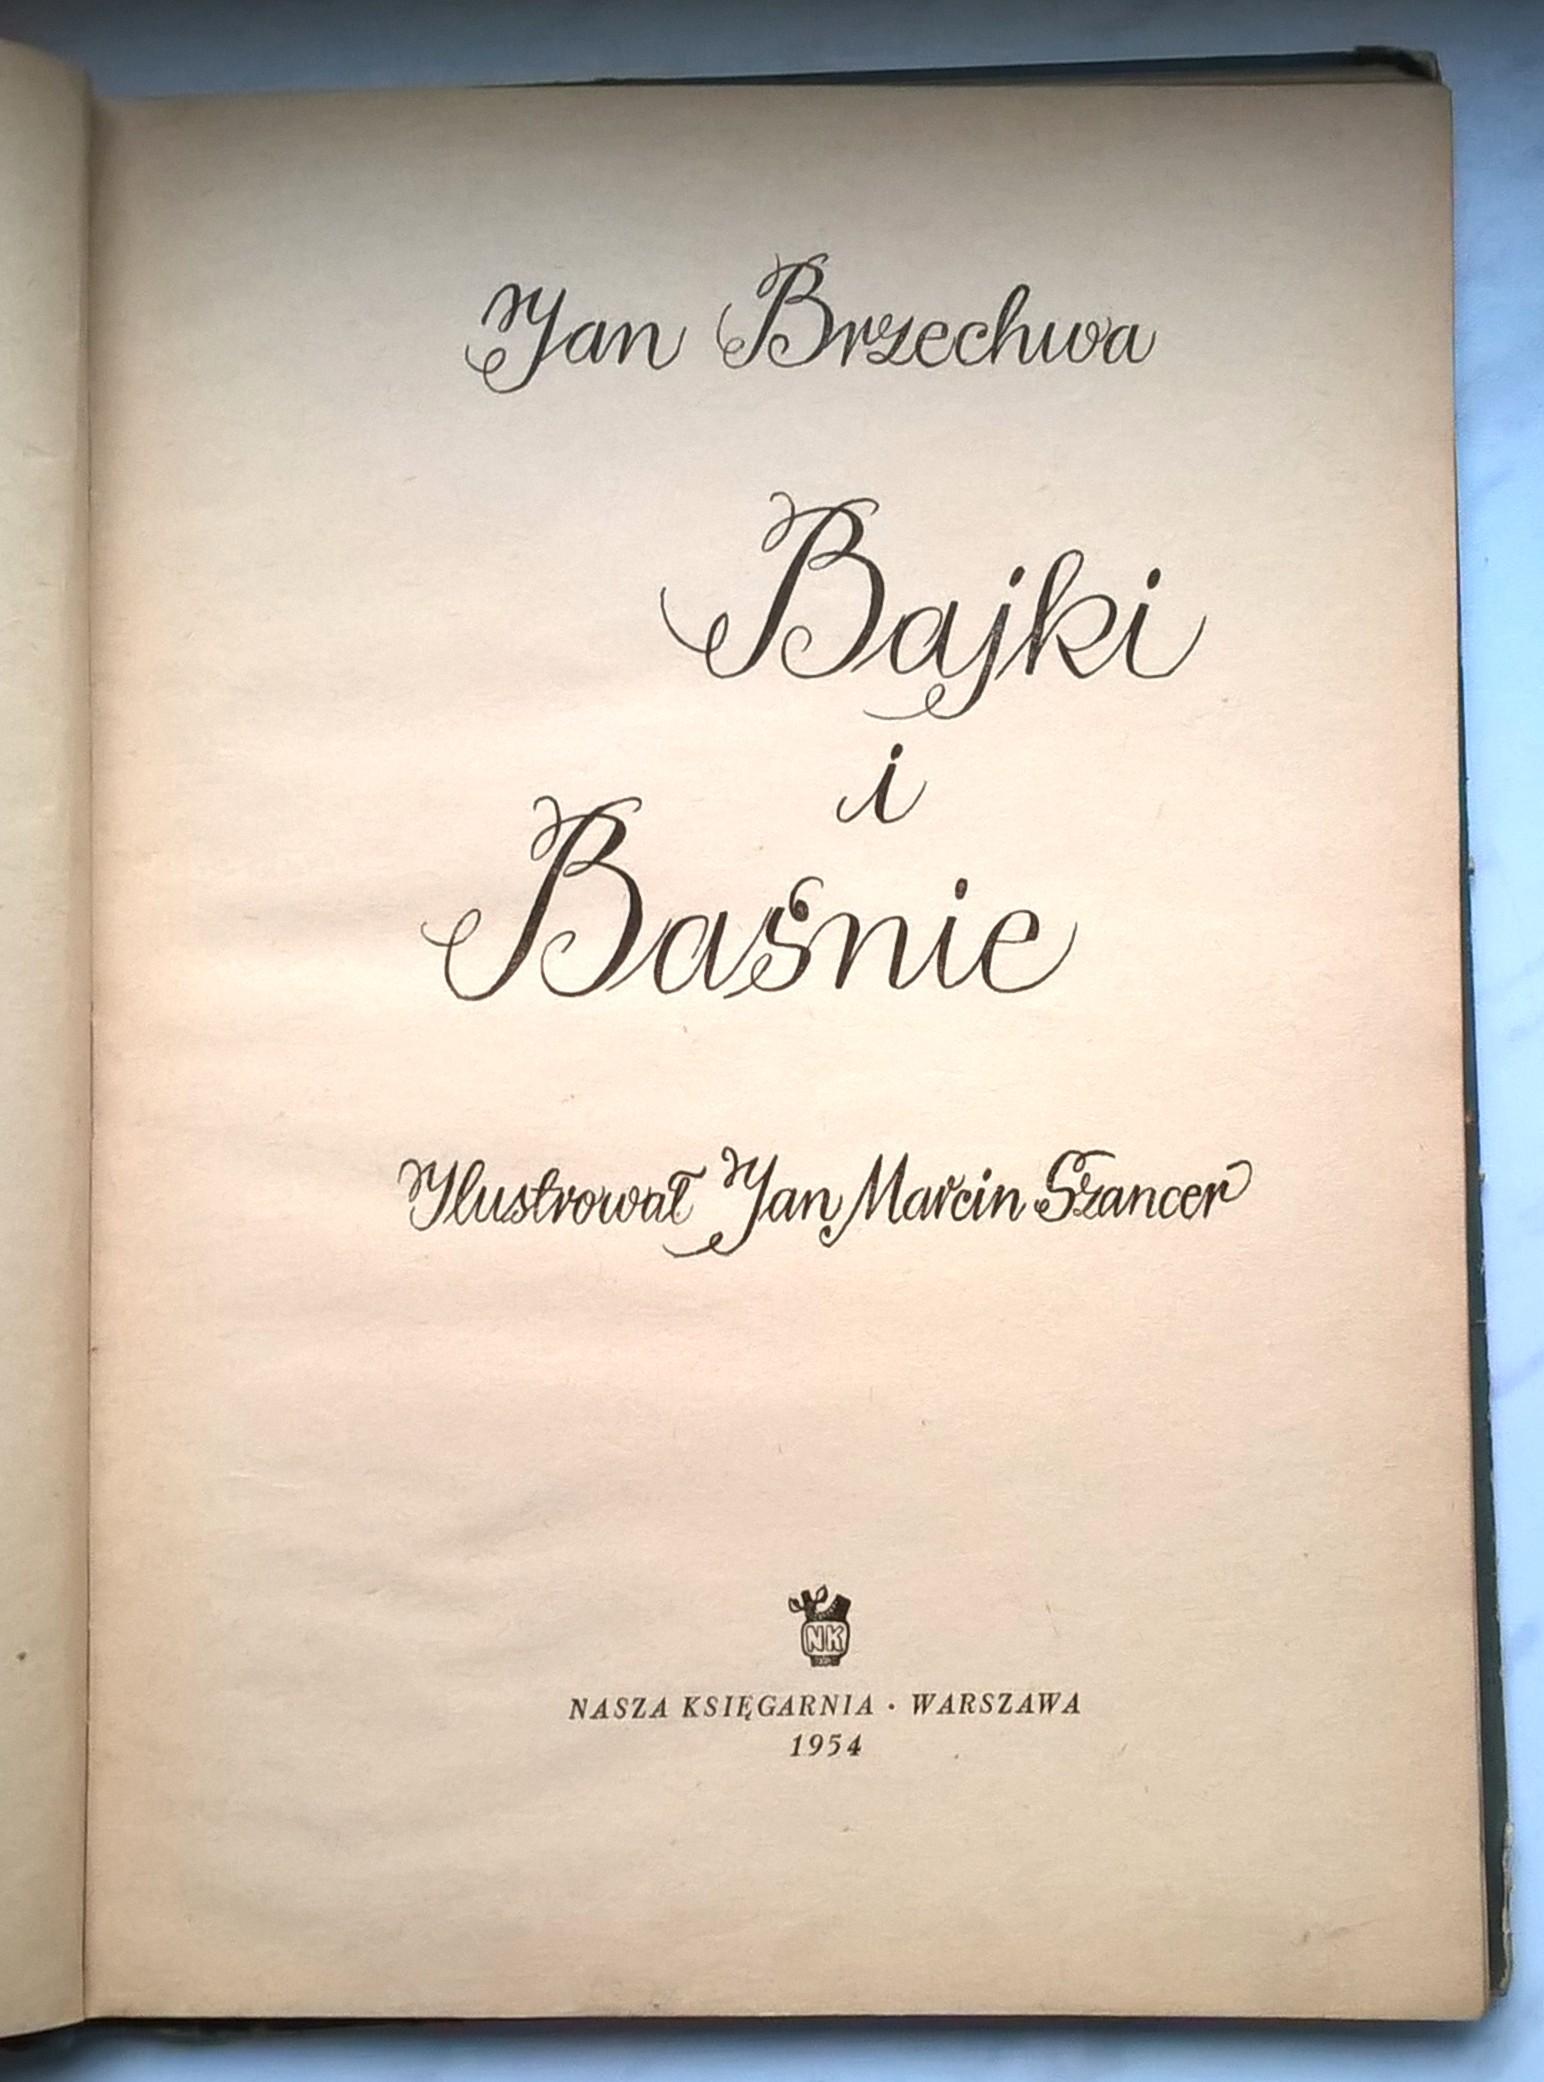 Jan Brzechwa
Bajki
i
Baśnie
Ilustrował Jan Marcin Szancer
NK
NASZA KSIĘGARNIA · WARSZAWA
1954